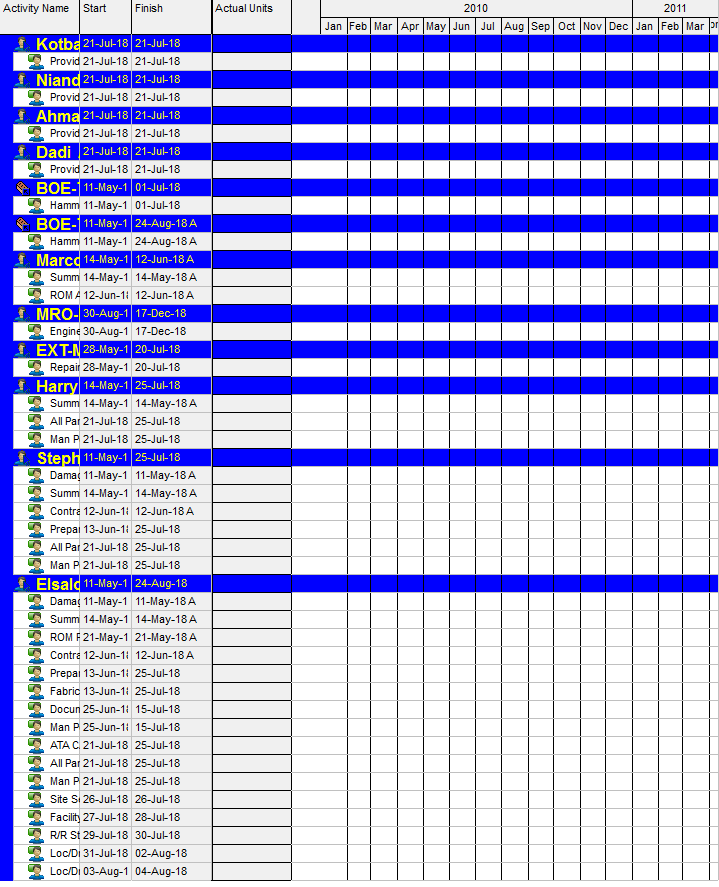 Activity Name Start Finish Actual Units 2010 2011
Jan Feb Mar Apr May Jun Jul Aug Sep Oct Nov Dec Jan Feb Mar
Kotba 21-Jul-18 21-Jul-18
Provid 21-Jul-18 21-Jul-18
Niand 21-Jul-18 21-Jul-18
Provid 21-Jul-18 21-Jul-18
Ahma 21-Jul-18 21-Jul-18
Provid 21-Jul-18 21-Jul-18
Dadi 21-Jul-18 21-Jul-18
Provid 21-Jul-18 21-Jul-18
BOE- 11-May-1 01-Jul-18
Hamm 11-May-1 01-Jul-18
BOE- 11-May-1 24-Aug-18 A
Hamm 11-May-1 24-Aug-18 A
Marco 14-May-1 12-Jun-18 A
Summ 14-May-1 14-May-18 A
ROM A 12-Jun-18 12-Jun-18 A
MRO- 30-Aug-1 17-Dec-18
Engine 30-Aug-1 17-Dec-18
EXT-M 28-May-1 20-Jul-18
Repair 28-May-1 20-Jul-18
Harry 14-May-1 25-Jul-18
Summ 14-May-1 14-May-18 A
All Par 21-Jul-18 25-Jul-18
Man P 21-Jul-18 25-Jul-18
Steph 11-May-1 25-Jul-18
Damag 11-May-1 11-May-18 A
Summ 14-May-1 14-May-18 A
Contra 12-Jun-18 12-Jun-18 A
Prepar 13-Jun-18 25-Jul-18
All Par 21-Jul-18 25-Jul-18
Man P 21-Jul-18 25-Jul-18
Elsalc 11-May-1 24-Aug-18
Damag 11-May-1 11-May-18 A
Summ 14-May-1 14-May-18 A
ROM F 21-May-1 21-May-18 A
Contra 12-Jun-18 12-Jun-18 A
Prepar 13-Jun-18 25-Jul-18
Fabric 13-Jun-18 25-Jul-18
Docun 25-Jun-18 15-Jul-18
Man P 25-Jun-18 15-Jul-18
ATA C 21-Jul-18 25-Jul-18
All Par 21-Jul-18 25-Jul-18
Man P 21-Jul-18 25-Jul-18
Site Se 26-Jul-18 26-Jul-18
Facility 27-Jul-18 28-Jul-18
R/R St 29-Jul-18 30-Jul-18
Loc/Dr 31-Jul-18 02-Aug-18
Loc/Dr 03-Aug-1 04-Aug-18